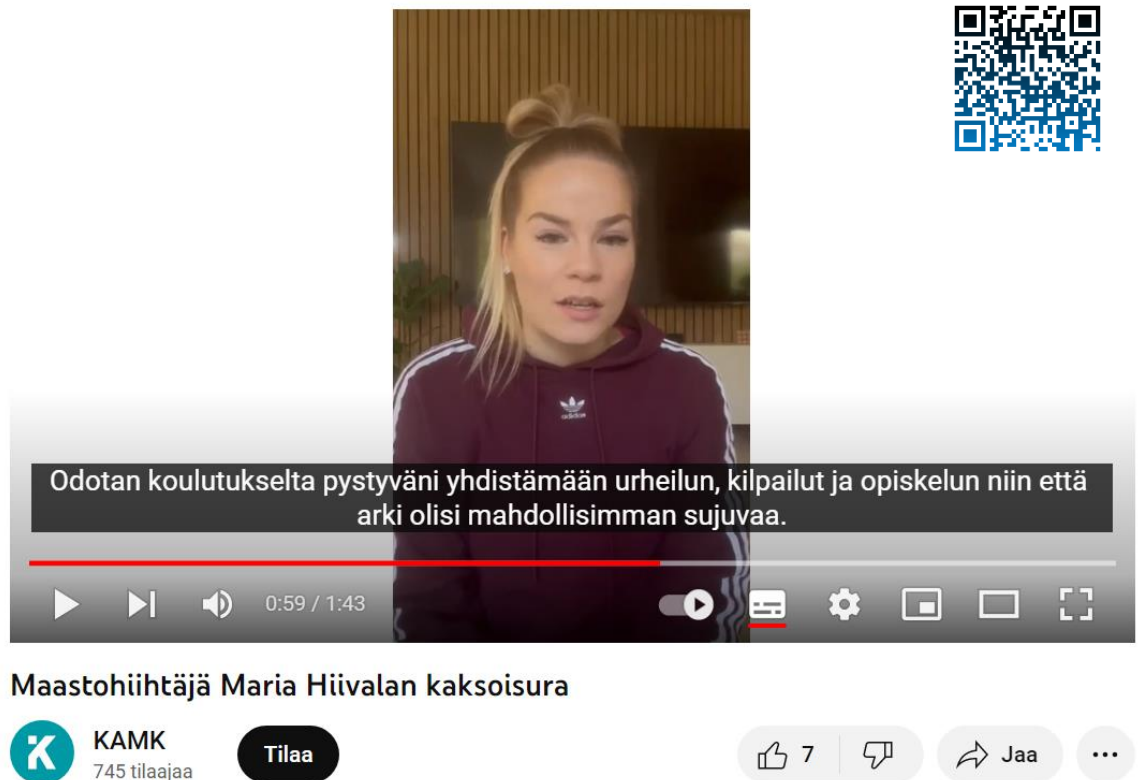 adidas
Odotan koulutukselta pystyväni yhdistämään urheilun, kilpailut ja opiskelun niin että
arki olisi mahdollisimman sujuvaa.
0:59 / 1:43
Maastohiihtäjä Maria Hiivalan kaksoisura
KAMK
745 tilaajaa
Tilaa
7
Jaa